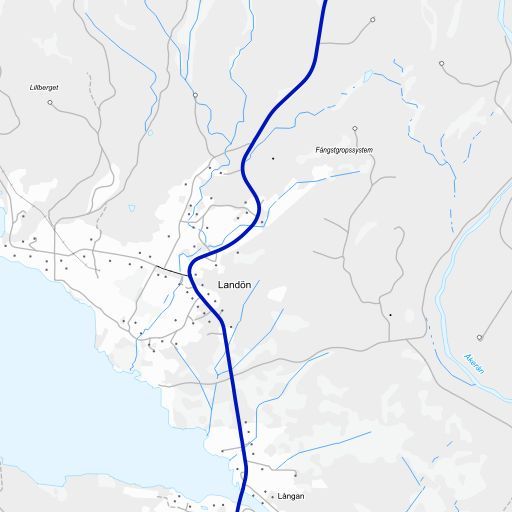 Lillberget
Fångstgropssystem
Landön
Åkerån
Långan